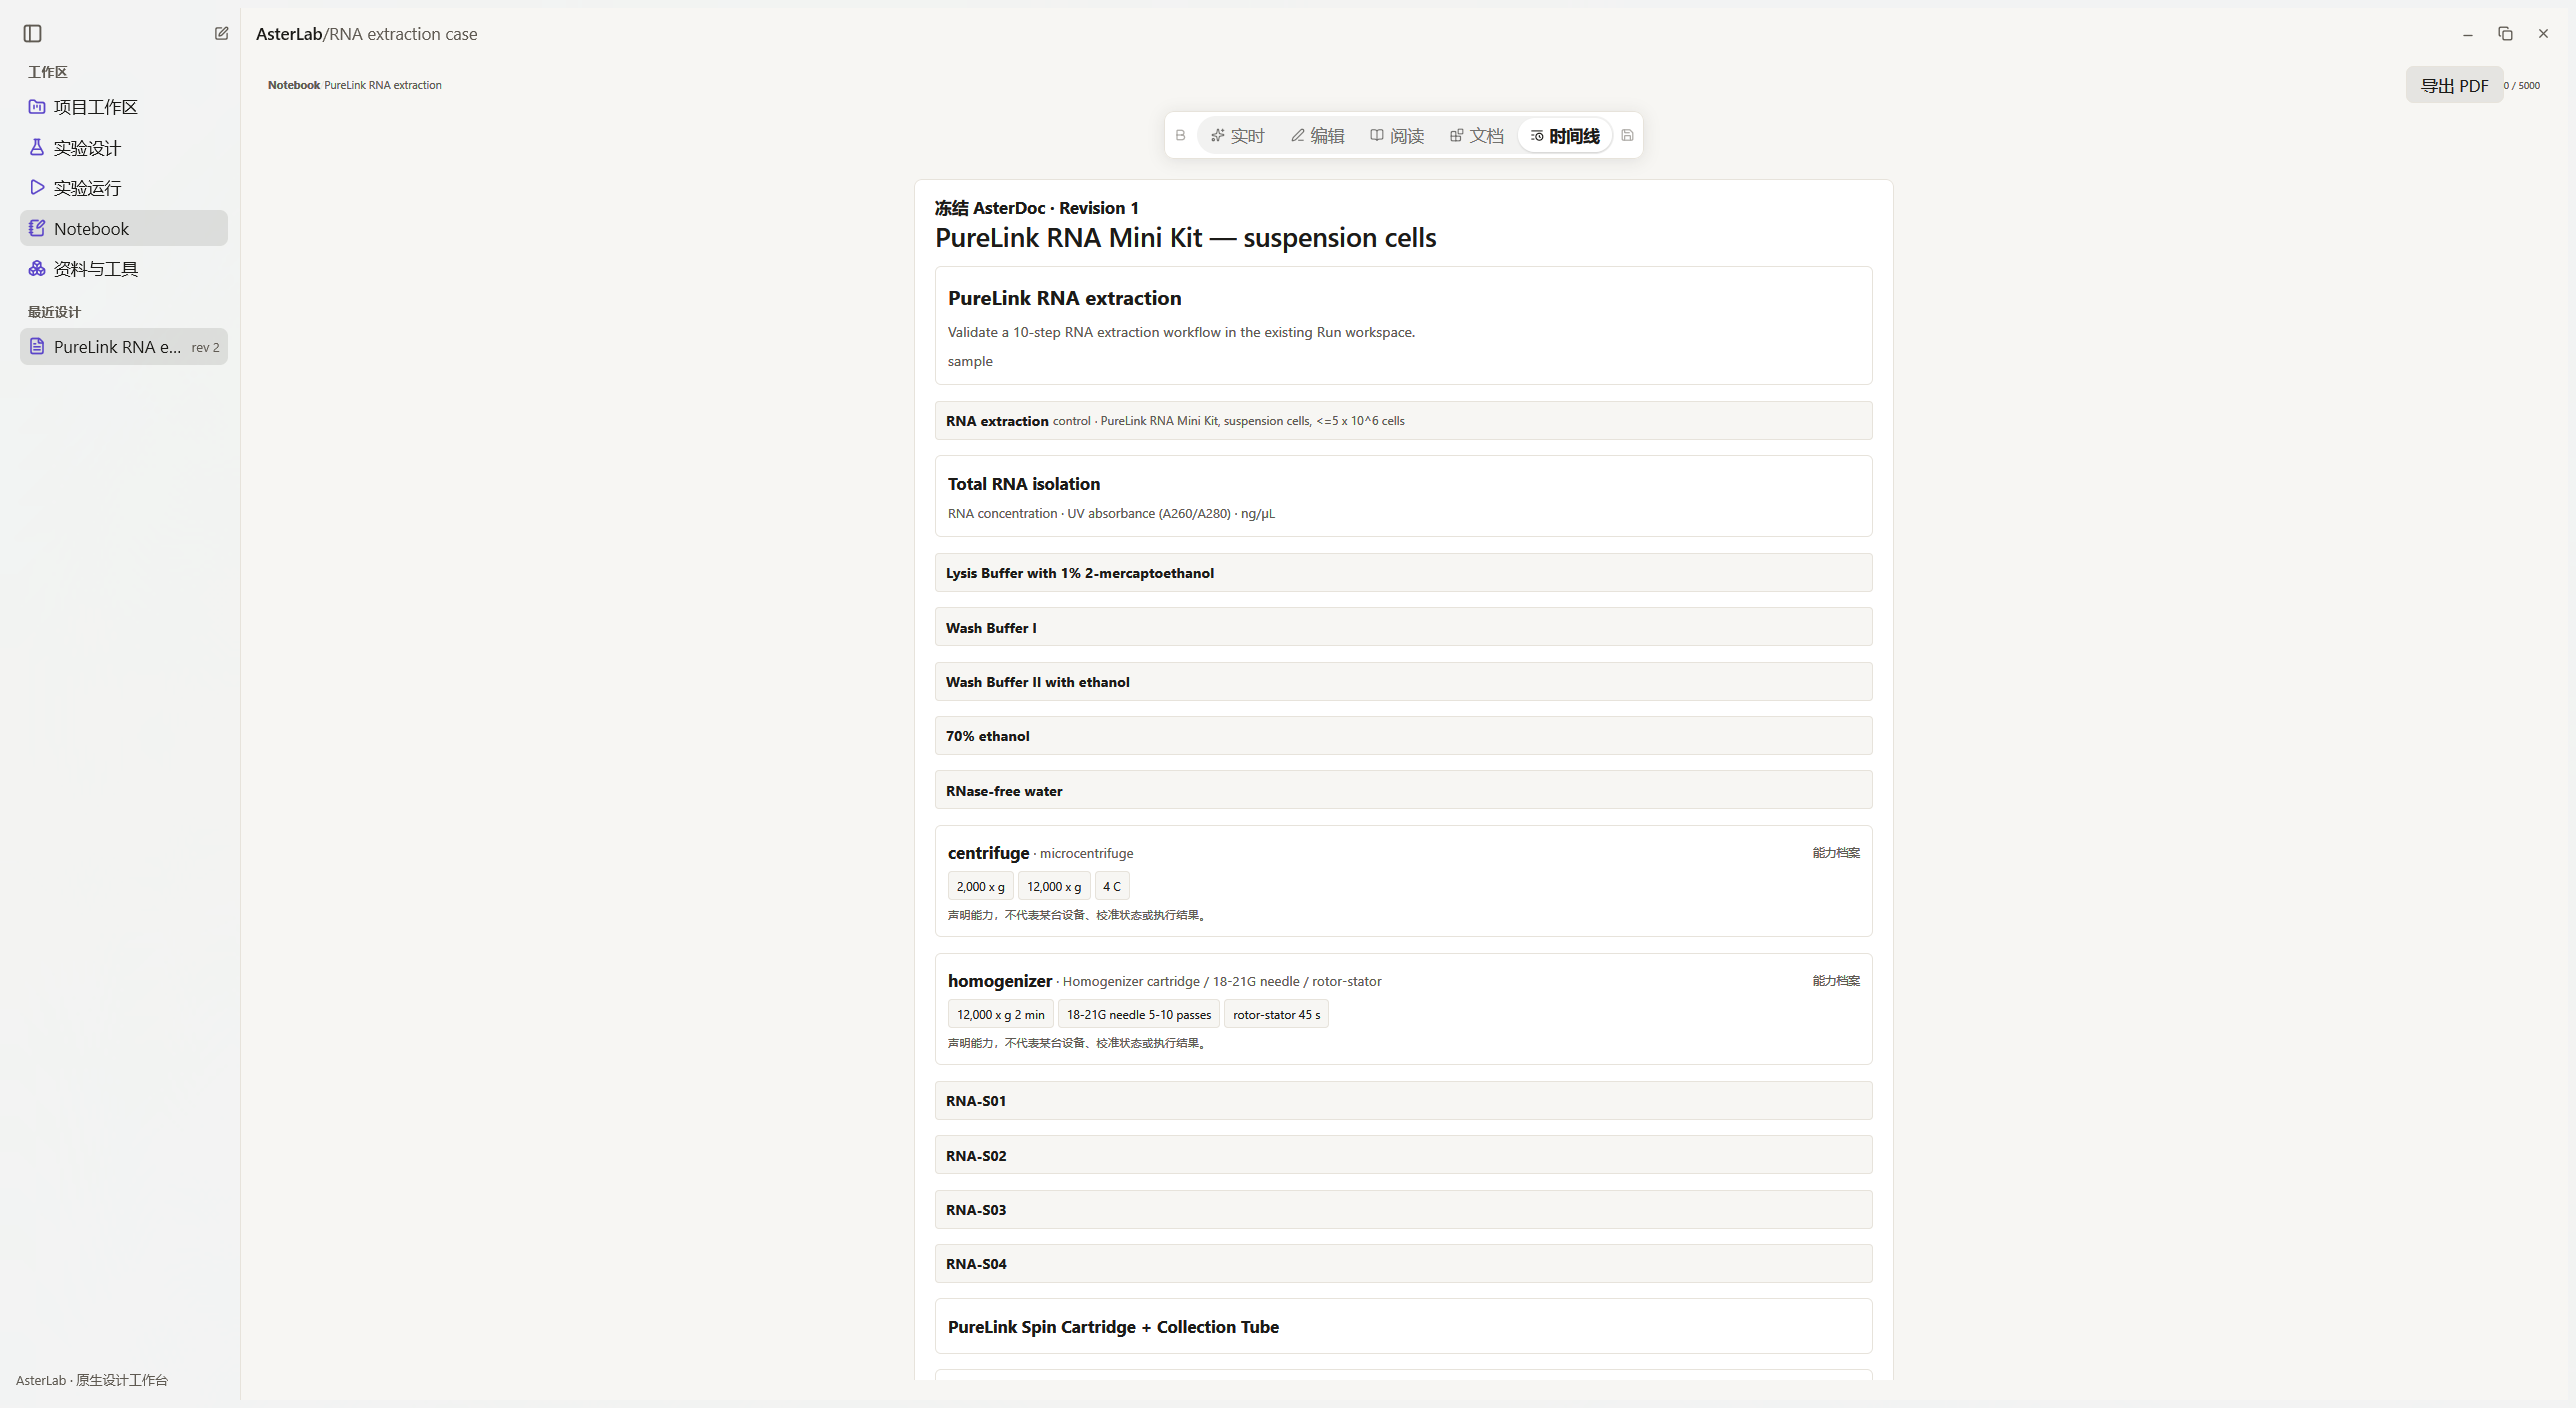 AsterLab/RNA extraction case
工作区
项目工作区
实验设计
实验运行
Notebook
资料与工具
最近设计
PureLink RNA e... rev 2
AsterLab · 原生设计工作台
Notebook PureLink RNA extraction
导出 PDF 0 / 5000
B 实时 编辑 阅读 文档 时间线
冻结 AsterDoc · Revision 1
PureLink RNA Mini Kit — suspension cells
PureLink RNA extraction
Validate a 10-step RNA extraction workflow in the existing Run workspace.
sample
RNA extraction control · PureLink RNA Mini Kit, suspension cells, <=5 x 10^6 cells
Total RNA isolation
RNA concentration · UV absorbance (A260/A280) · ng/µL
Lysis Buffer with 1% 2-mercaptoethanol
Wash Buffer I
Wash Buffer II with ethanol
70% ethanol
RNase-free water
centrifuge · microcentrifuge 能力档案
2,000 x g 12,000 x g 4 C
声明能力，不代表某台设备、校准状态或执行结果。
homogenizer · Homogenizer cartridge / 18-21G needle / rotor-stator 能力档案
12,000 x g 2 min 18-21G needle 5-10 passes rotor-stator 45 s
声明能力，不代表某台设备、校准状态或执行结果。
RNA-S01
RNA-S02
RNA-S03
RNA-S04
PureLink Spin Cartridge + Collection Tube